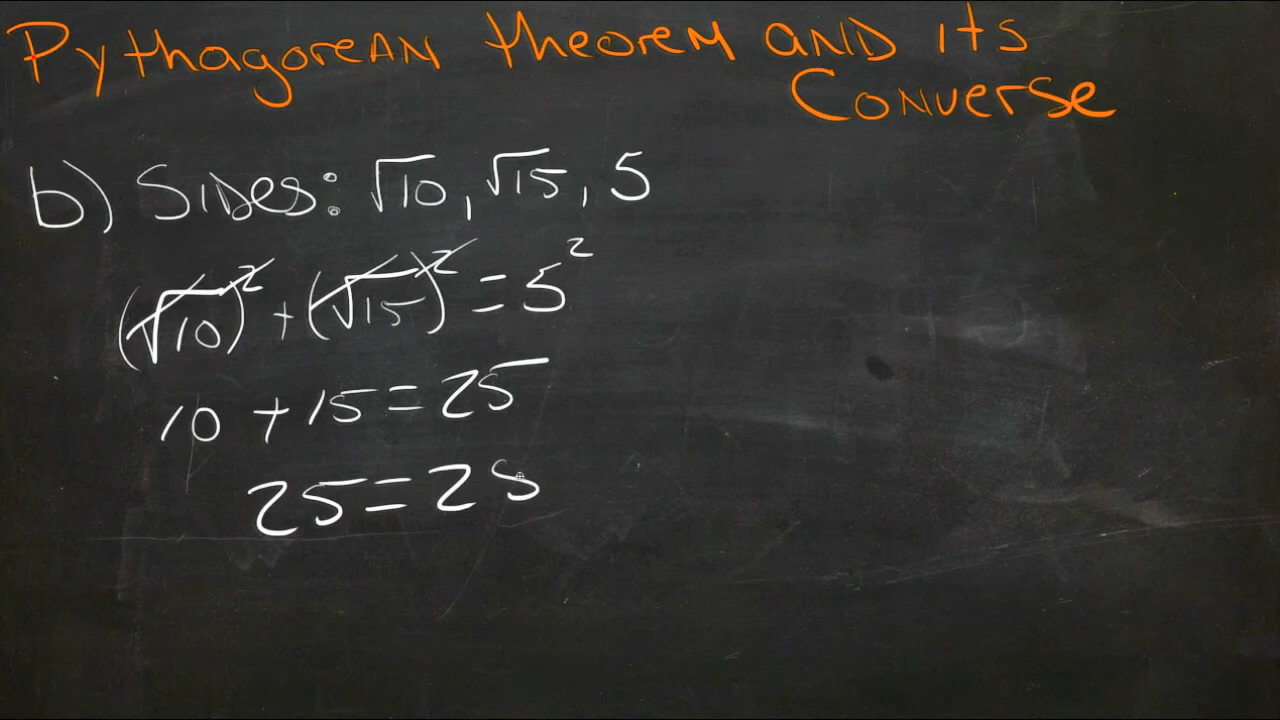 Pythagorean theorem and its
Converse
b) Sides: √10, √15, 5
(√10)² + (√15)² = 5²
10 + 15 = 25
25 = 25